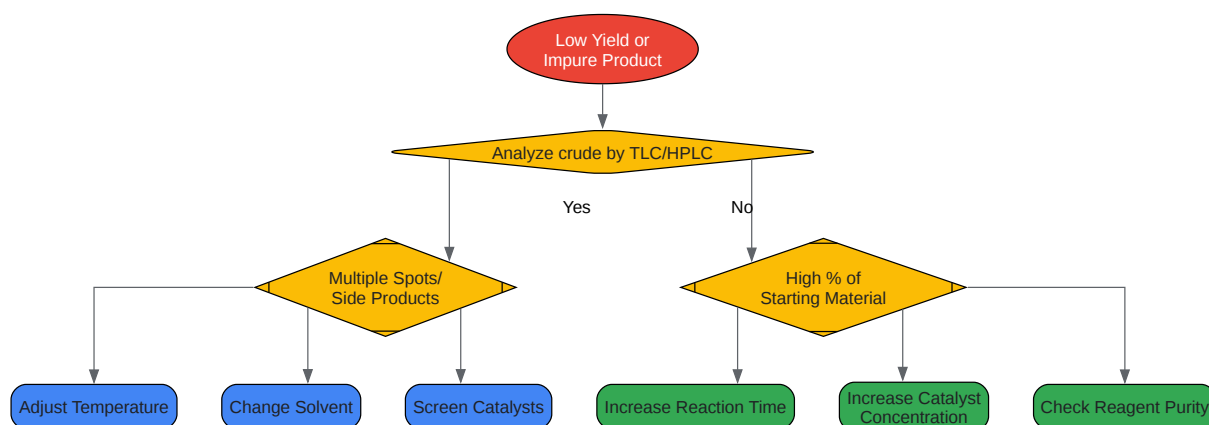 Low Yield or
Impure Product
Analyze crude by TLC/HPLC
Yes
No
Multiple Spots/
Side Products
High % of
Starting Material
Adjust Temperature
Change Solvent
Screen Catalysts
Increase Reaction Time
Increase Catalyst
Concentration
Check Reagent Purity